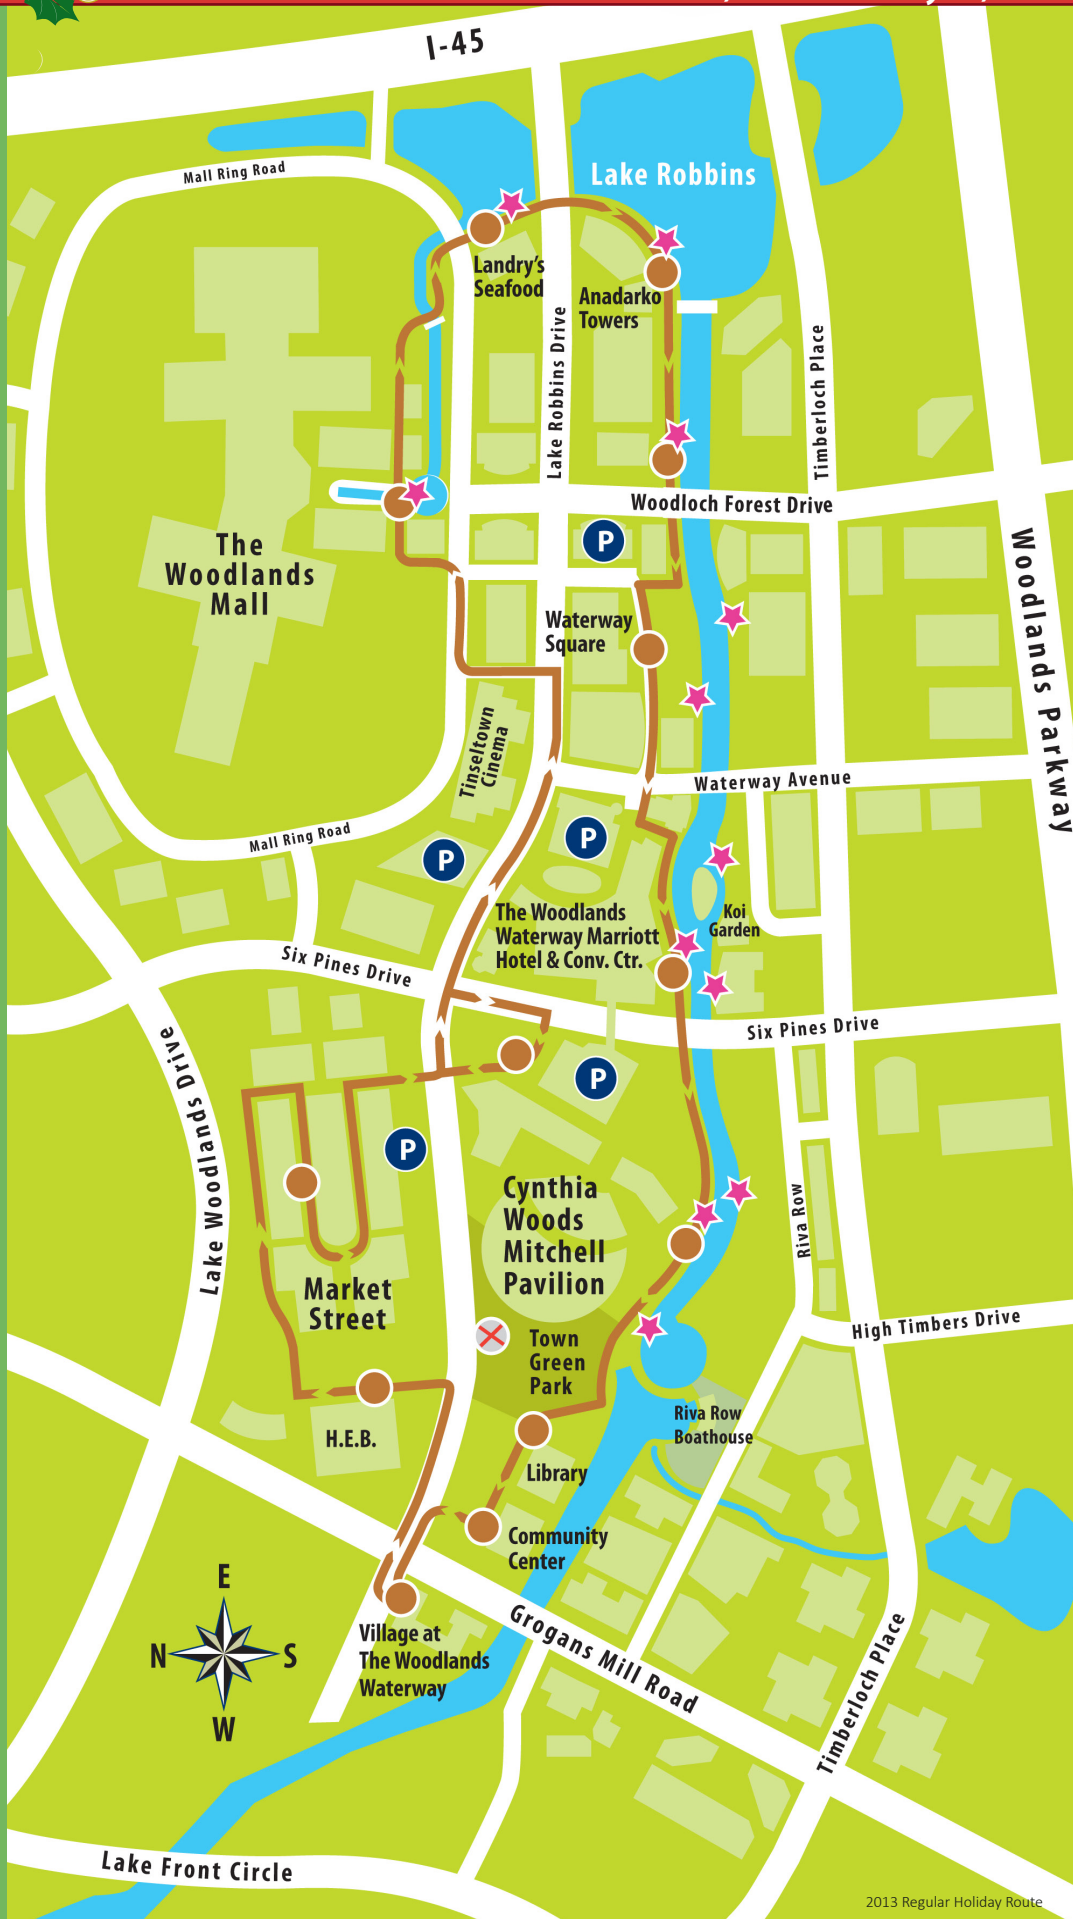 I-45
Mall Ring Road
Lake Robbins
Landry's
Seafood
Anadarko
Towers
Lake Robbins Drive
Timberloch Place
Woodloch Forest Drive
P
The
Woodlands
Mall
Woodlands Parkway
Waterway
Square
Tinseltown
Cinema
Waterway Avenue
Mall Ring Road
P
P
The Woodlands
Waterway Marriott
Hotel & Conv. Ctr.
Koi
Garden
Six Pines Drive
Six Pines Drive
Lake Woodlands Drive
P
P
Cynthia
Woods
Mitchell
Pavilion
Riva Row
Market
Street
Town
Green
Park
High Timbers Drive
H.E.B.
Riva Row
Boathouse
Library
Community
Center
E
N
S
W
Village at
The Woodlands
Waterway
Grogans Mill Road
Timberloch Place
Lake Front Circle
2013 Regular Holiday Route